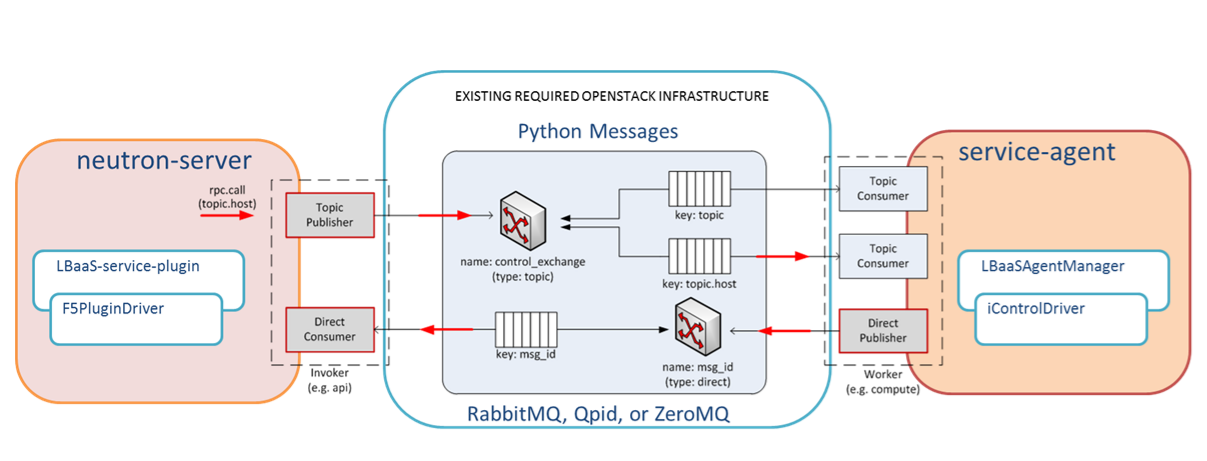 EXISTING REQUIRED OPENSTACK INFRASTRUCTURE
Python Messages
neutron-server
service-agent
rpc.call
(topic.host)
Topic
Publisher
key: topic
Topic
Consumer
name: control_exchange
(type: topic)
key: topic.host
Topic
Consumer
LBaaS-service-plugin
F5PluginDriver
LBaaSAgentManager
iControlDriver
Direct
Consumer
key: msg_id
name: msg_id
(type: direct)
Direct
Publisher
Invoker
(e.g. api)
Worker
(e.g. compute)
RabbitMQ, Qpid, or ZeroMQ